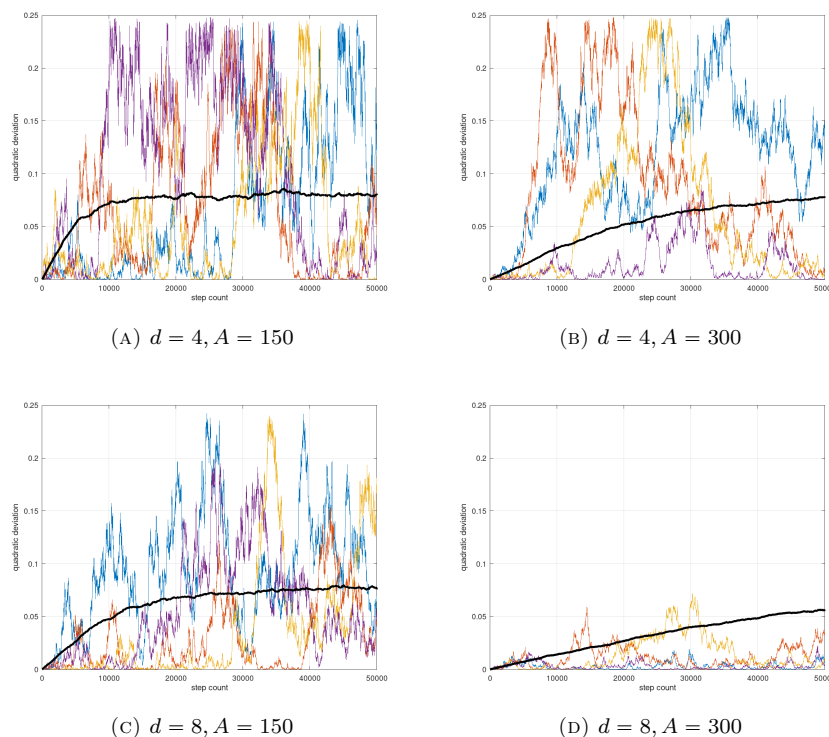 0.25
0.2
0.15
0.1
0.05
0
quadratic deviation
0 10000 20000 30000 40000 50000
step count
(A) d = 4, A = 150
0.25
0.2
0.15
0.1
0.05
0
quadratic deviation
0 10000 20000 30000 40000 50000
step count
(B) d = 4, A = 300
0.25
0.2
0.15
0.1
0.05
0
quadratic deviation
0 10000 20000 30000 40000 50000
step count
(C) d = 8, A = 150
0.25
0.2
0.15
0.1
0.05
0
quadratic deviation
0 10000 20000 30000 40000 50000
step count
(D) d = 8, A = 300